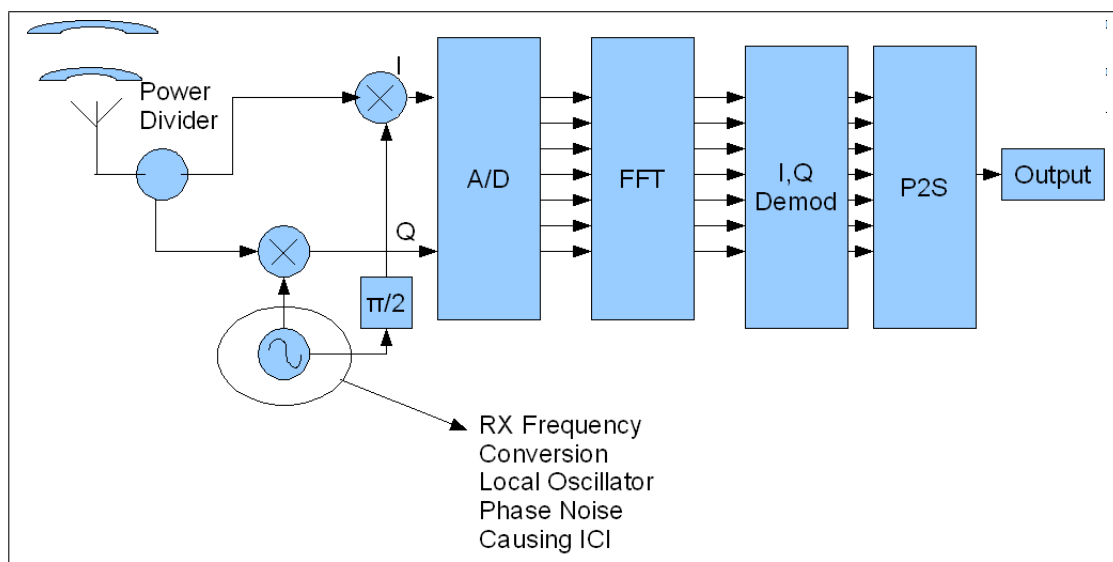 Power
Divider
I
Q
π/2
A/D
FFT
I,Q
Demod
P2S
Output
RX Frequency
Conversion
Local Oscillator
Phase Noise
Causing ICI